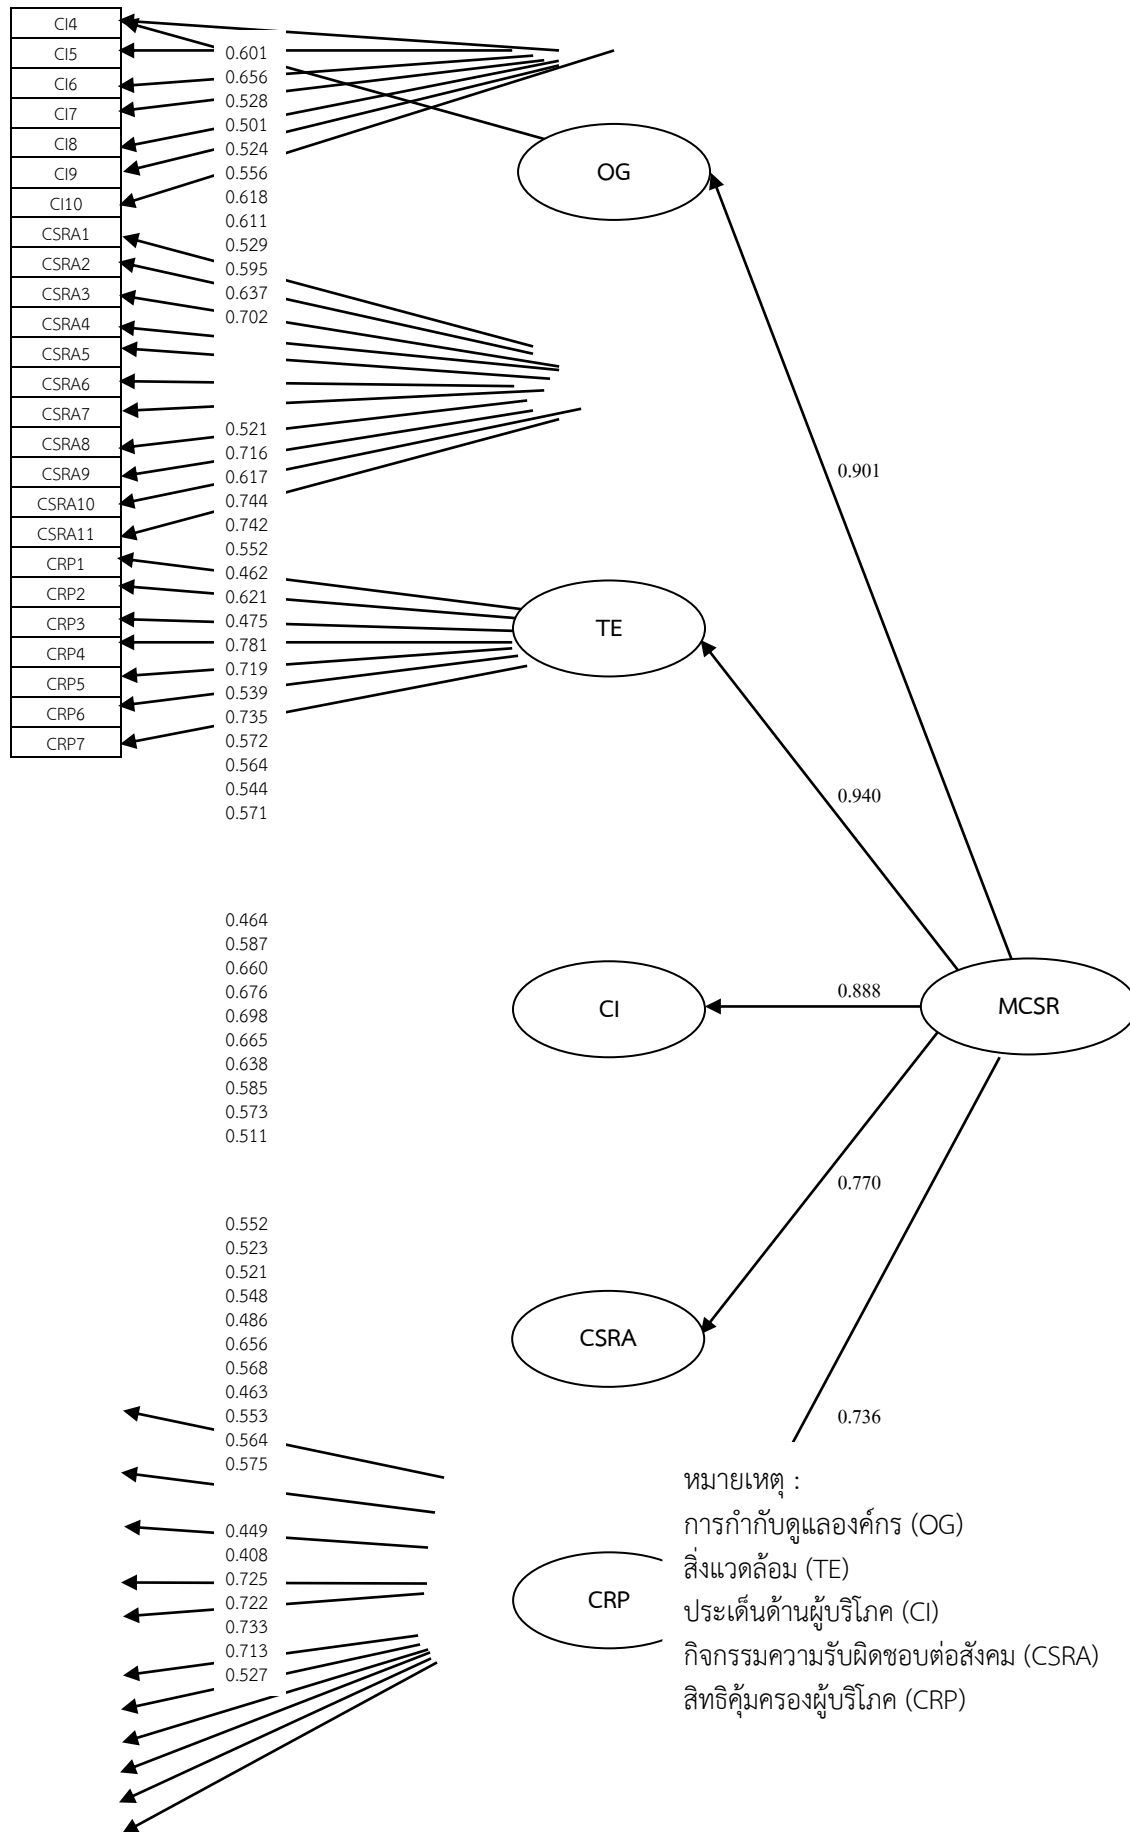 CI4
CI5
CI6
CI7
CI8
CI9
CI10
CSRA1
CSRA2
CSRA3
CSRA4
CSRA5
CSRA6
CSRA7
CSRA8
CSRA9
CSRA10
CSRA11
CRP1
CRP2
CRP3
CRP4
CRP5
CRP6
CRP7
0.601
0.656
0.528
0.501
0.524
0.556
0.618
0.611
0.529
0.595
0.637
0.702
0.521
0.716
0.617
0.744
0.742
0.552
0.462
0.621
0.475
0.781
0.719
0.539
0.735
0.572
0.564
0.544
0.571
0.464
0.587
0.660
0.676
0.698
0.665
0.638
0.585
0.573
0.511
0.552
0.523
0.521
0.548
0.486
0.656
0.568
0.463
0.553
0.564
0.575
0.449
0.408
0.725
0.722
0.733
0.713
0.527
OG
TE
CI
CSRA
CRP
0.901
0.940
0.888
0.770
0.736
MCSR
หมายเหตุ :
การกำกับดูแลองค์กร (OG)
สิ่งแวดล้อม (TE)
ประเด็นด้านผู้บริโภค (CI)
กิจกรรมความรับผิดชอบต่อสังคม (CSRA)
สิทธิคุ้มครองผู้บริโภค (CRP)